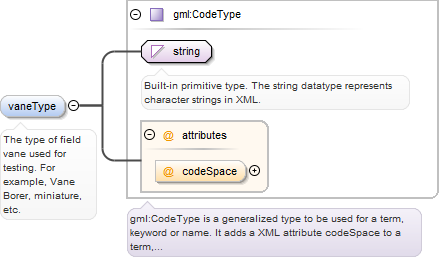 gml:CodeType
string
Built-in primitive type. The string datatype represents
character strings in XML.
vaneType
The type of field
vane used for
testing. For
example, Vane
Borer, miniature,
etc.
@ attributes
@ codeSpace
gml:CodeType is a generalized type to be used for a term,
keyword or name. It adds a XML attribute codeSpace to a
term,...